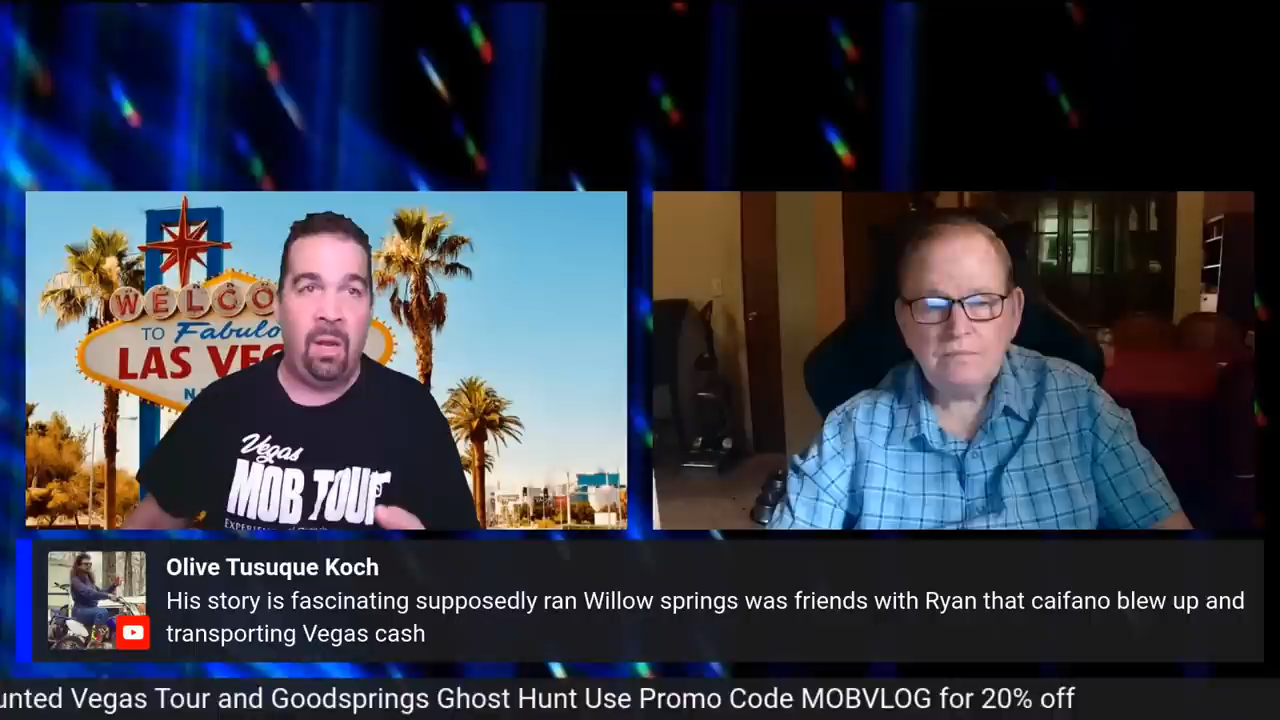 WELCO
TO Fabulo
LAS VEG
N
Vegas
MOB TOUR
Olive Tusuque Koch
His story is fascinating supposedly ran Willow springs was friends with Ryan that caifano blew up and
transporting Vegas cash
unted Vegas Tour and Goodsprings Ghost Hunt Use Promo Code MOBVLOG for 20% off